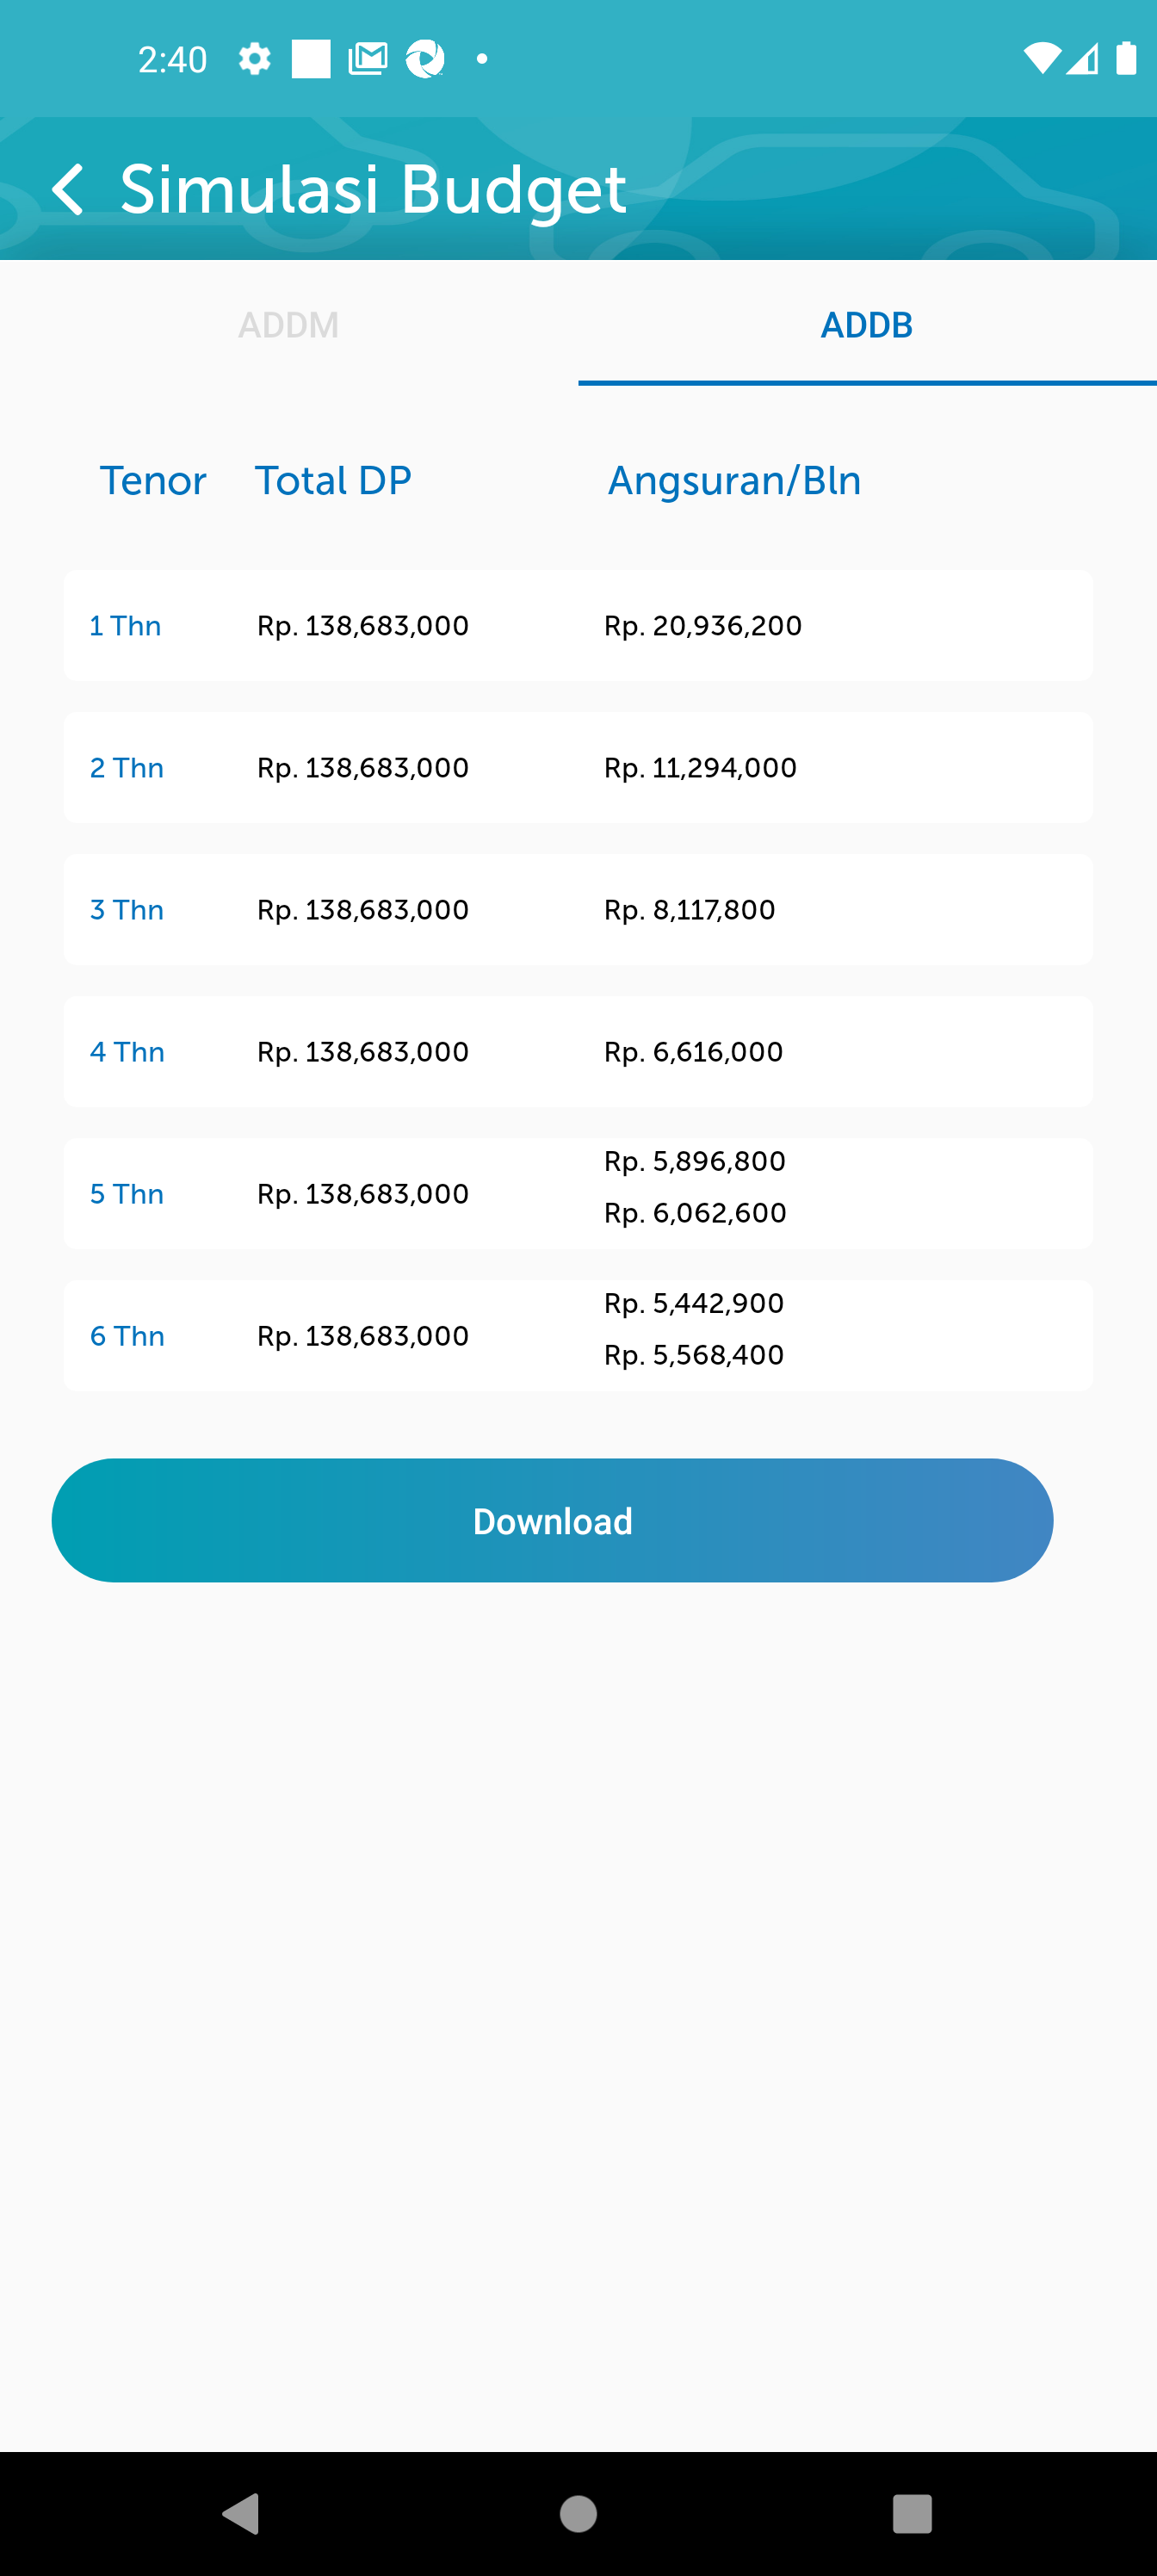 2:40
Simulasi Budget
ADDM ADDB
Tenor Total DP Angsuran/Bln
1 Thn Rp. 138,683,000 Rp. 20,936,200
2 Thn Rp. 138,683,000 Rp. 11,294,000
3 Thn Rp. 138,683,000 Rp. 8,117,800
4 Thn Rp. 138,683,000 Rp. 6,616,000
5 Thn Rp. 138,683,000 Rp. 5,896,800
Rp. 6,062,600
6 Thn Rp. 138,683,000 Rp. 5,442,900
Rp. 5,568,400
Download